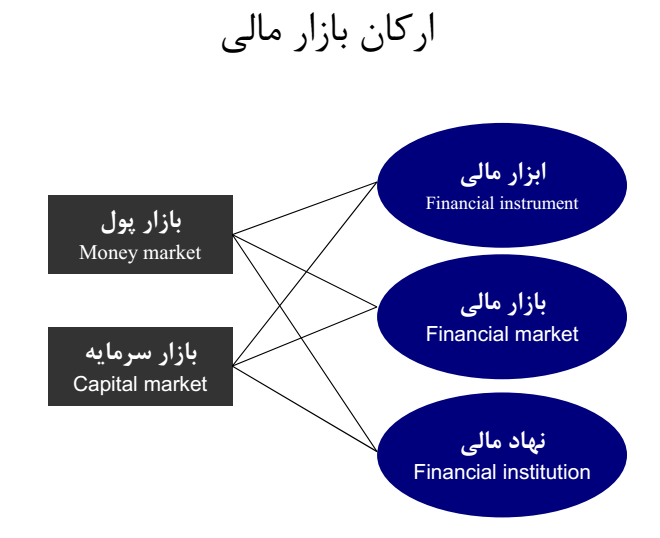 ارکان بازار مالی
ابزار مالی
Financial instrument
بازار پول
Money market
بازار مالی
Financial market
بازار سرمایه
Capital market
نهاد مالی
Financial institution